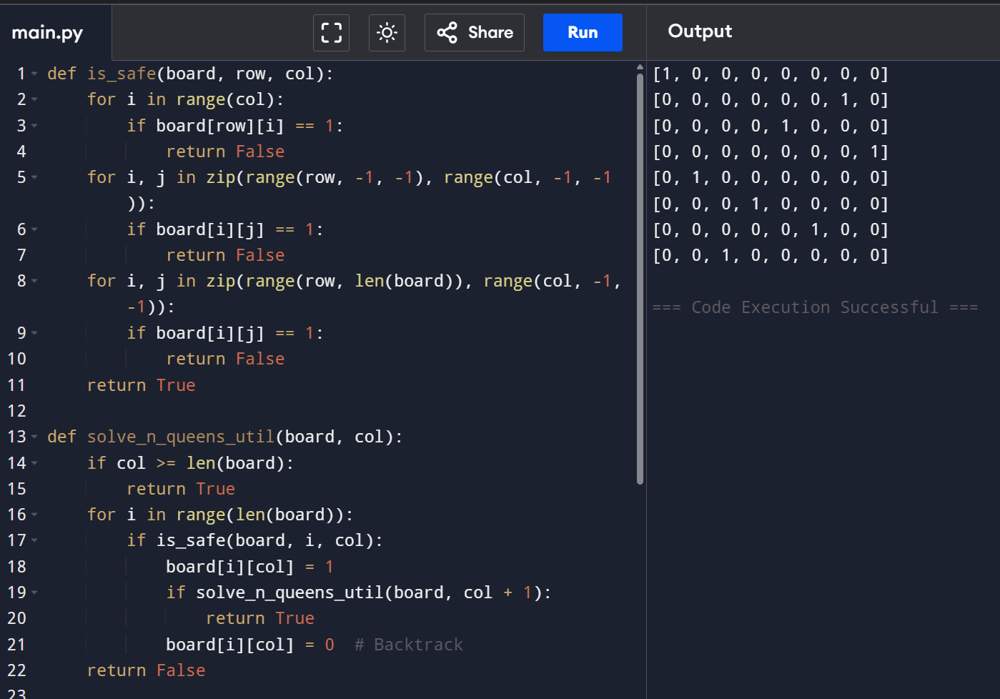 main.py
Share
Run
Output
1 def is_safe(board, row, col):
2     for i in range(col):
3         if board[row][i] == 1:
4             return False
5     for i, j in zip(range(row, -1, -1), range(col, -1, -1
        )):
6         if board[i][j] == 1:
7             return False
8     for i, j in zip(range(row, len(board)), range(col, -1,
        -1)):
9         if board[i][j] == 1:
10             return False
11     return True
12
13 def solve_n_queens_util(board, col):
14     if col >= len(board):
15         return True
16     for i in range(len(board)):
17         if is_safe(board, i, col):
18             board[i][col] = 1
19             if solve_n_queens_util(board, col + 1):
20                 return True
21             board[i][col] = 0  # Backtrack
22     return False
23
[1, 0, 0, 0, 0, 0, 0, 0]
[0, 0, 0, 0, 0, 0, 1, 0]
[0, 0, 0, 0, 1, 0, 0, 0]
[0, 0, 0, 0, 0, 0, 0, 1]
[0, 1, 0, 0, 0, 0, 0, 0]
[0, 0, 0, 1, 0, 0, 0, 0]
[0, 0, 0, 0, 0, 1, 0, 0]
[0, 0, 1, 0, 0, 0, 0, 0]
=== Code Execution Successful ===